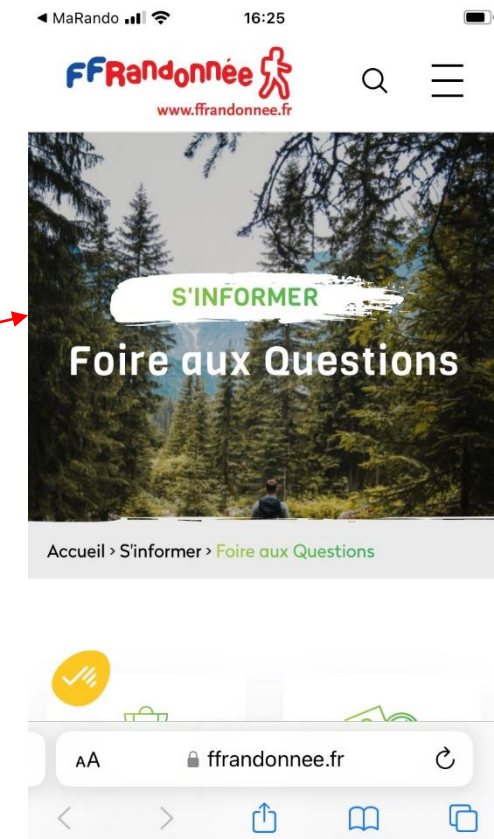 MaRando
16:25
FFRandonnée
www.ffrandonnee.fr
S'INFORMER
Foire aux Questions
Accueil › S'informer › Foire aux Questions
AA
ffrandonnee.fr